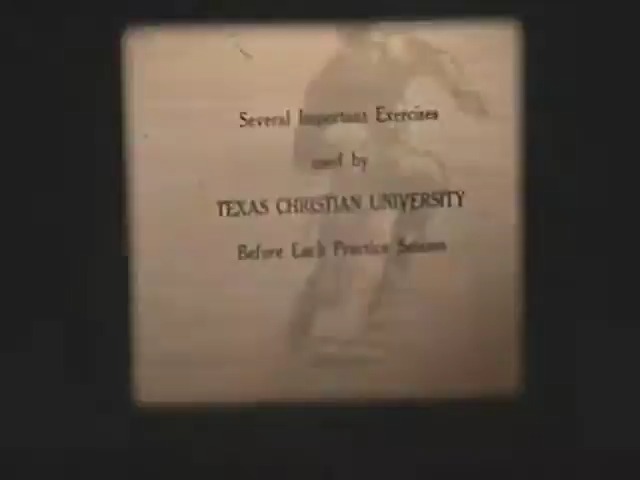 Several Important Exercises
used by
TEXAS CHRISTIAN UNIVERSITY
Before Each Practice Session